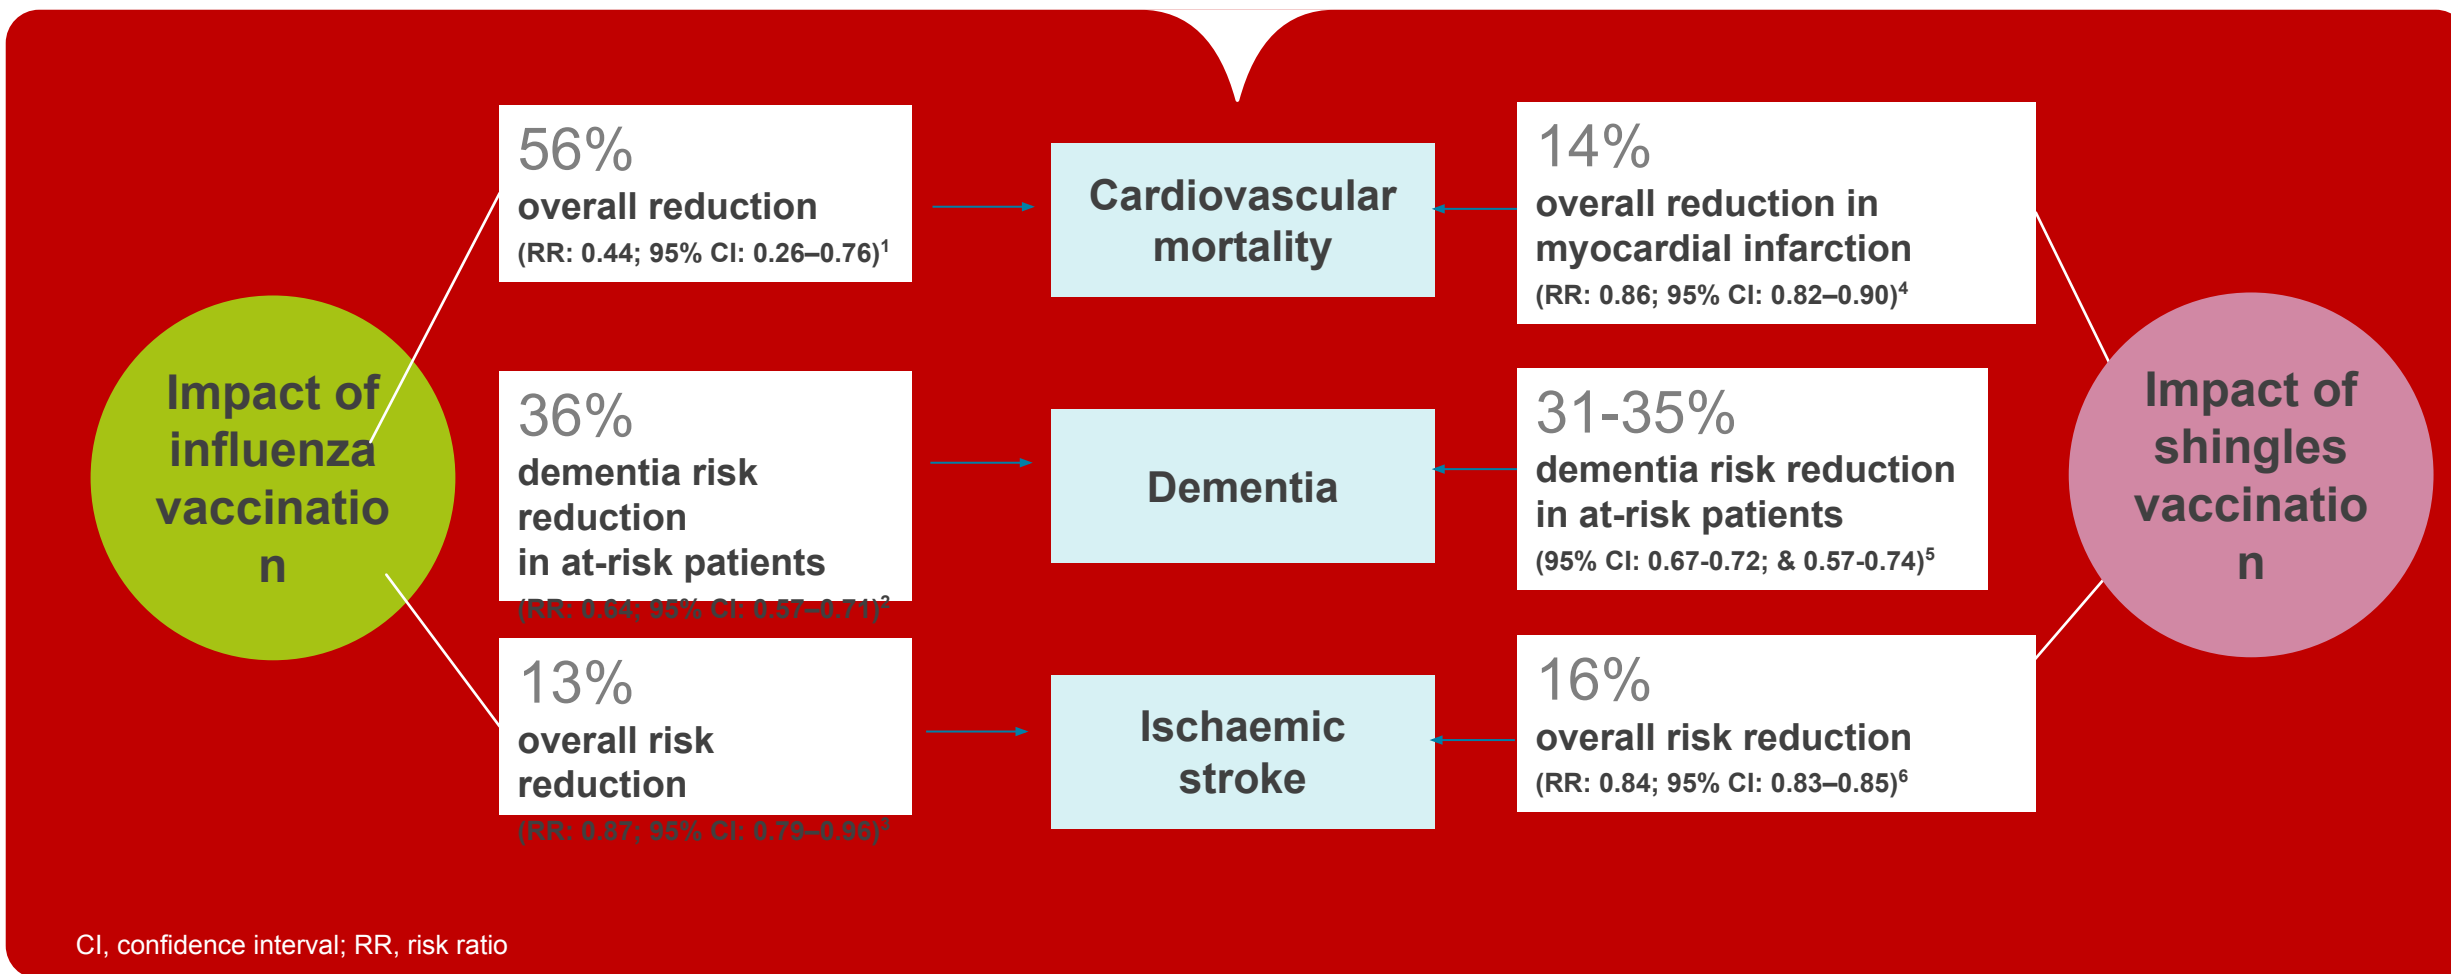 Impact of
influenza
vaccinatio
n
56%
overall reduction
(RR: 0.44; 95% CI: 0.26–0.76)¹
36%
dementia risk
reduction
in at-risk patients
(RR: 0.64; 95% CI: 0.57–0.71)²
13%
overall risk
reduction
(RR: 0.87; 95% CI: 0.79–0.96)³
Cardiovascular
mortality
Dementia
Ischaemic
stroke
14%
overall reduction in
myocardial infarction
(RR: 0.86; 95% CI: 0.82–0.90)⁴
31-35%
dementia risk reduction
in at-risk patients
(95% CI: 0.67-0.72; & 0.57-0.74)⁵
16%
overall risk reduction
(RR: 0.84; 95% CI: 0.83–0.85)⁶
Impact of
shingles
vaccinatio
n
CI, confidence interval; RR, risk ratio